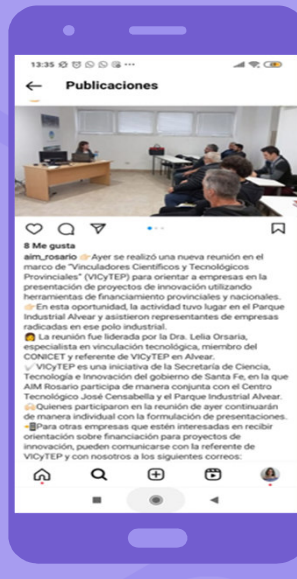 13:35
Publicaciones
8 Me gusta
aim_rosario 👉Ayer se realizó una nueva reunión en el
marco de "Vinculadores Científicos y Tecnológicos
Provinciales" (VICyTEP) para orientar a empresas en la
presentación de proyectos de innovación utilizando
herramientas de financiamiento provinciales y nacionales.
👉En esta oportunidad, la actividad tuvo lugar en el Parque
Industrial Alvear y asistieron representantes de empresas
radicadas en ese polo industrial.
👩 La reunión fue liderada por la Dra. Lelia Orsaria,
especialista en vinculación tecnológica, miembro del
CONICET y referente de VICyTEP en Alvear.
✅ VICyTEP es una iniciativa de la Secretaría de Ciencia,
Tecnología e Innovación del gobierno de Santa Fe, en la que
AIM Rosario participa de manera conjunta con el Centro
Tecnológico José Censabella y el Parque Industrial Alvear.
🙌Quienes participaron en la reunión de ayer continuarán
de manera individual con la formulación de presentaciones.
📲Para otras empresas que estén interesadas en recibir
orientación sobre financiación para proyectos de
innovación, pueden comunicarse con la referente de
VICyTEP y con nosotros a los siguientes correos: